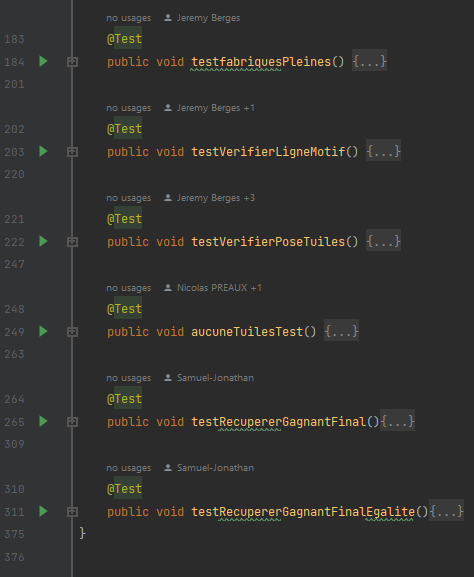 no usages Jeremy Berges
183 @Test
184 public void testfabriquesPleines() {...}
201
no usages Jeremy Berges +1
202 @Test
203 public void testVerifierLigneMotif() {...}
220
no usages Jeremy Berges +3
221 @Test
222 public void testVerifierPoseTuiles() {...}
247
no usages Nicolas PREAUX +1
248 @Test
249 public void aucuneTuilesTest() {...}
263
no usages Samuel-Jonathan
264 @Test
265 public void testRecupererGagnantFinal(){...}
309
no usages Samuel-Jonathan
310 @Test
311 public void testRecupererGagnantFinalEgalite(){...}
375 }
376